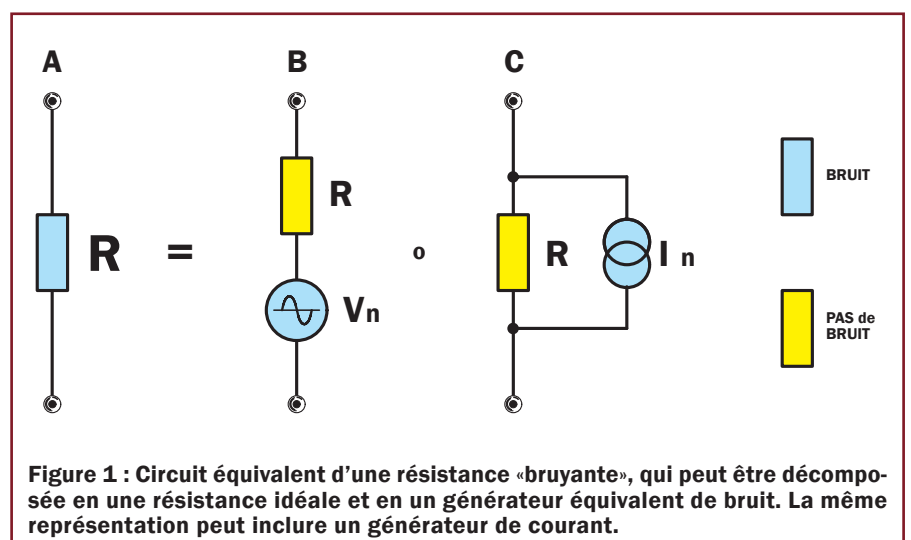 A
B
C
R
=
R
Vn
o
R
I n
BRUIT
PAS de
BRUIT
Figure 1 : Circuit équivalent d’une résistance «bruyante», qui peut être décompo-
sée en une résistance idéale et en un générateur équivalent de bruit. La même
représentation peut inclure un générateur de courant.